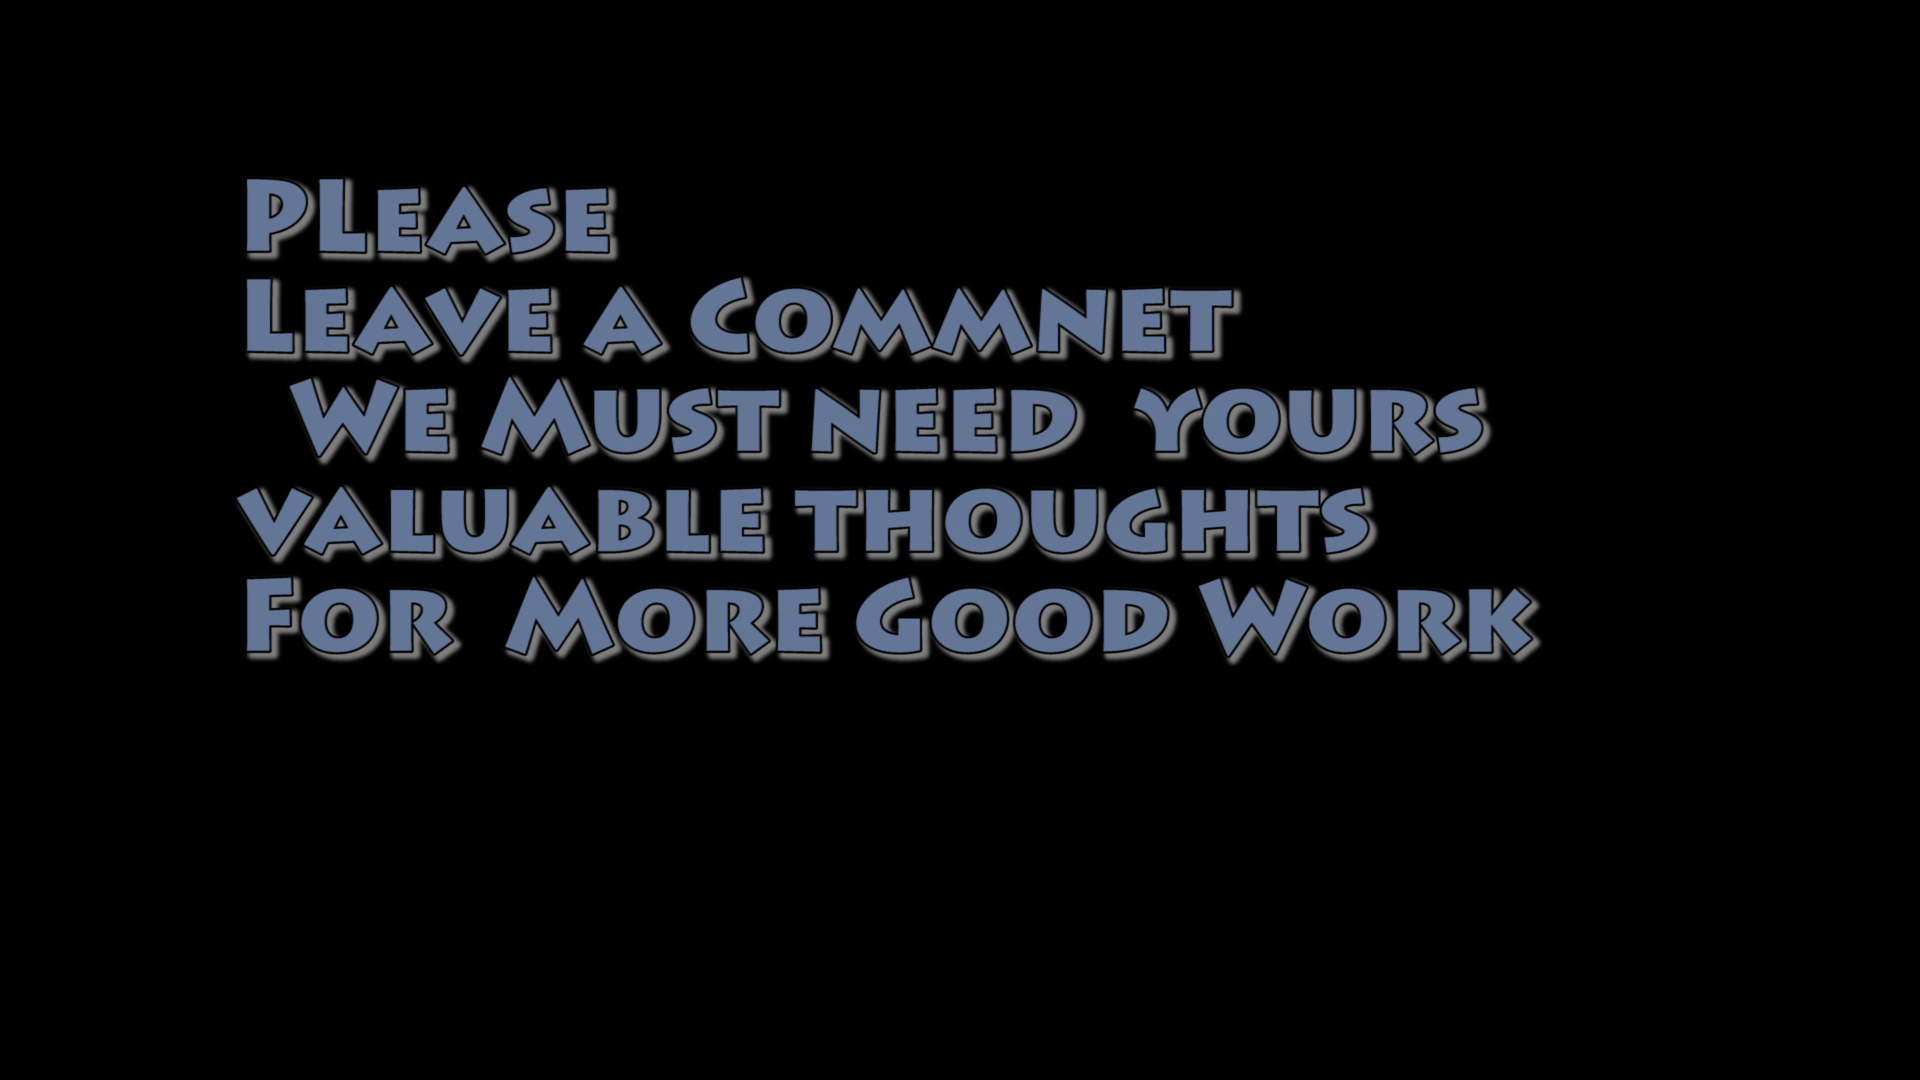 PLease
Leave a Commnet
We Must need yours
valuable thoughts
For More Good Work